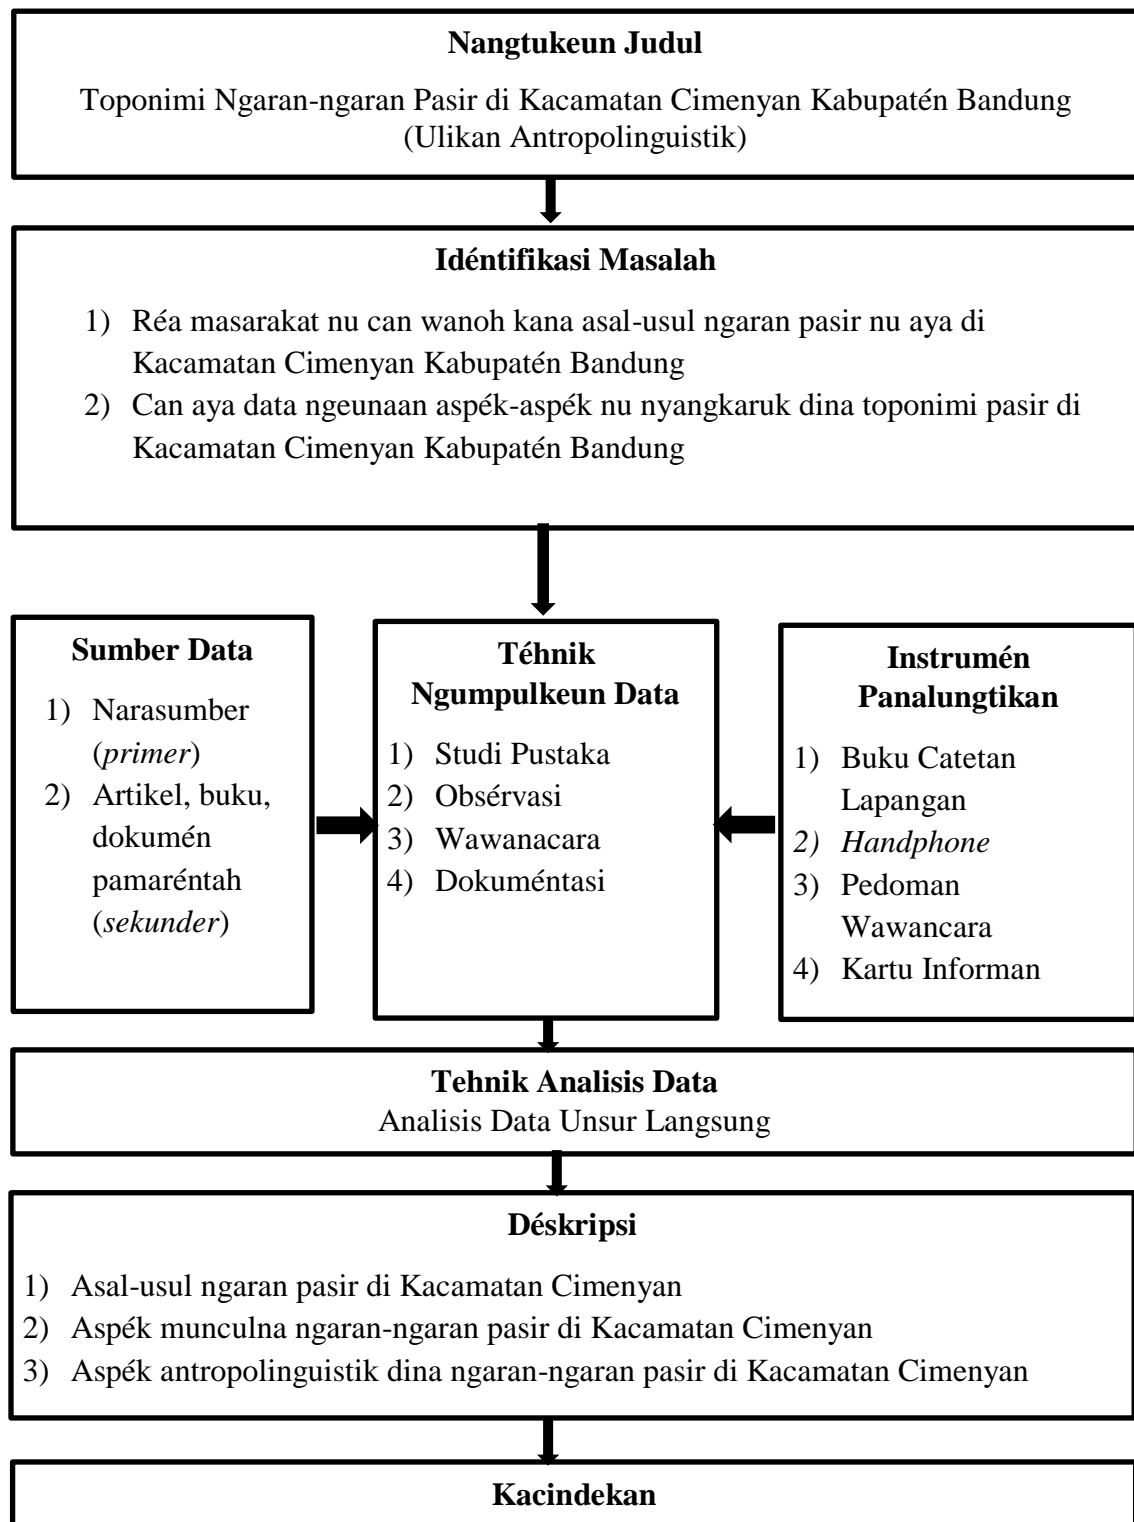 Nangtukeun Judul
Toponimi Ngaran-ngaran Pasir di Kacamatan Cimenyan Kabupatén Bandung
(Ulikan Antropolinguistik)
Idéntifikasi Masalah
1) Réa masarakat nu can wanoh kana asal-usul ngaran pasir nu aya di
Kacamatan Cimenyan Kabupatén Bandung
2) Can aya data ngeunaan aspék-aspék nu nyangkaruk dina toponimi pasir di
Kacamatan Cimenyan Kabupatén Bandung
Sumber Data
1) Narasumber
(primer)
2) Artikel, buku,
dokumén
pamaréntah
(sekunder)
Téhnik
Ngumpulkeun Data
1) Studi Pustaka
2) Obsérvasi
3) Wawanacara
4) Dokuméntasi
Instrumén
Panalungtikan
1) Buku Catetan
Lapangan
2) Handphone
3) Pedoman
Wawancara
4) Kartu Informan
Tehnik Analisis Data
Analisis Data Unsur Langsung
Déskripsi
1) Asal-usul ngaran pasir di Kacamatan Cimenyan
2) Aspék munculna ngaran-ngaran pasir di Kacamatan Cimenyan
3) Aspék antropolinguistik dina ngaran-ngaran pasir di Kacamatan Cimenyan
Kacindekan